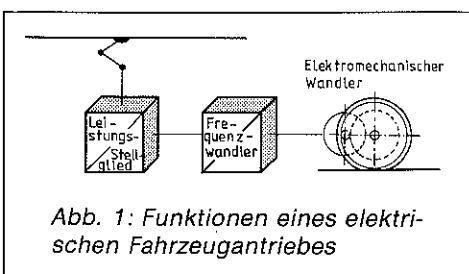 Elektromechanischer
Wandler
Lei-
stungs-
Stell-
glied
Fre-
quenz-
wandler
Abb. 1: Funktionen eines elektri-
schen Fahrzeugantriebes